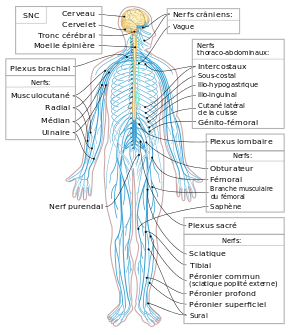 SNC
Cerveau
Cervelet
Tronc cérébral
Moelle épinière
Plexus brachial
Nerfs:
Musculocutané
Radial
Médian
Ulnaire
Nerf purendal
Nerfs crâniens:
Vague
Nerfs
thoraco-abdominaux:
Intercostaux
Sous-costal
Ilio-hypogastrique
Ilio-inguinal
Cutané latéral
de la cuisse
Génito-fémoral
Plexus lombaire
Nerfs:
Obturateur
Fémoral
Branche musculaire
du fémoral
Saphène
Plexus sacré
Nerfs:
Sciatique
Tibial
Péronier commun
(sciatique poplité externe)
Péronier profond
Péronier superficiel
Sural